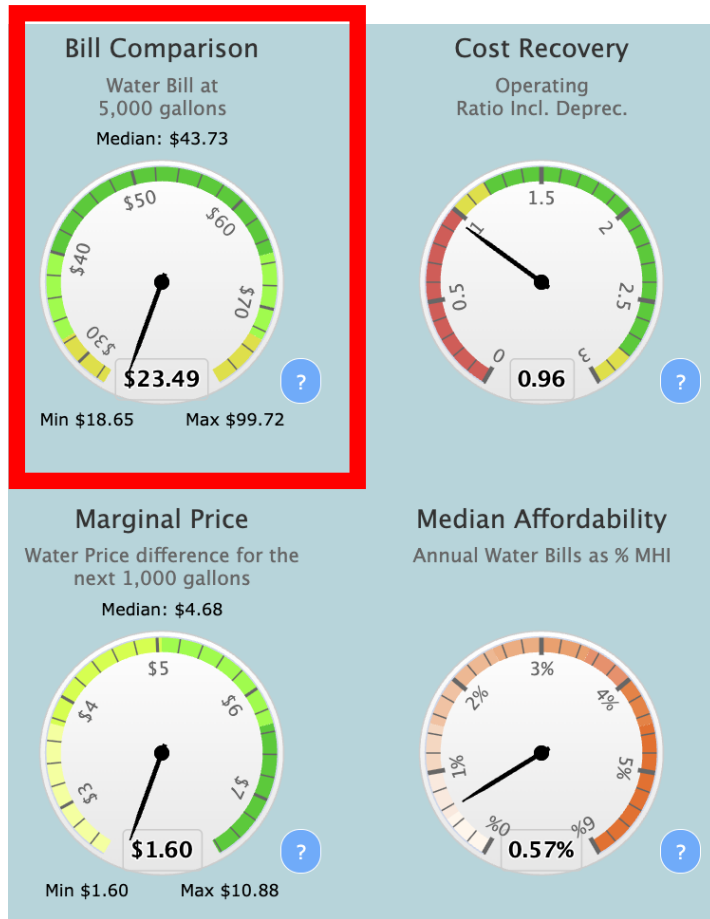 Bill Comparison
Water Bill at
5,000 gallons
Median: $43.73
$30
$40
$50
$60
$70
$23.49
?
Min $18.65 Max $99.72
Cost Recovery
Operating
Ratio Incl. Deprec.
0
0.5
1
1.5
2
2.5
3
0.96
?
Marginal Price
Water Price difference for the
next 1,000 gallons
Median: $4.68
$3
$4
$5
$6
$7
$1.60
?
Min $1.60 Max $10.88
Median Affordability
Annual Water Bills as % MHI
0%
1%
2%
3%
4%
5%
6%
0.57%
?